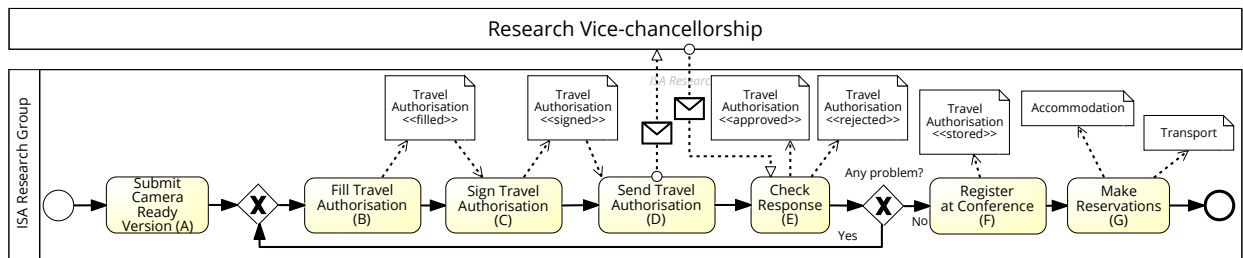 Research Vice-chancellorship
ISA Research Group
ISA Researc
Travel
Authorisation
<<filled>>
Travel
Authorisation
<<signed>>
Travel
Authorisation
<<approved>>
Travel
Authorisation
<<rejected>>
Travel
Authorisation
<<stored>>
Accommodation
Transport
Submit
Camera
Ready
Version (A)
X
Fill Travel
Authorisation
(B)
Sign Travel
Authorisation
(C)
Send Travel
Authorisation
(D)
Check
Response
(E)
Any problem?
X
No
Yes
Register
at Conference
(F)
Make
Reservations
(G)